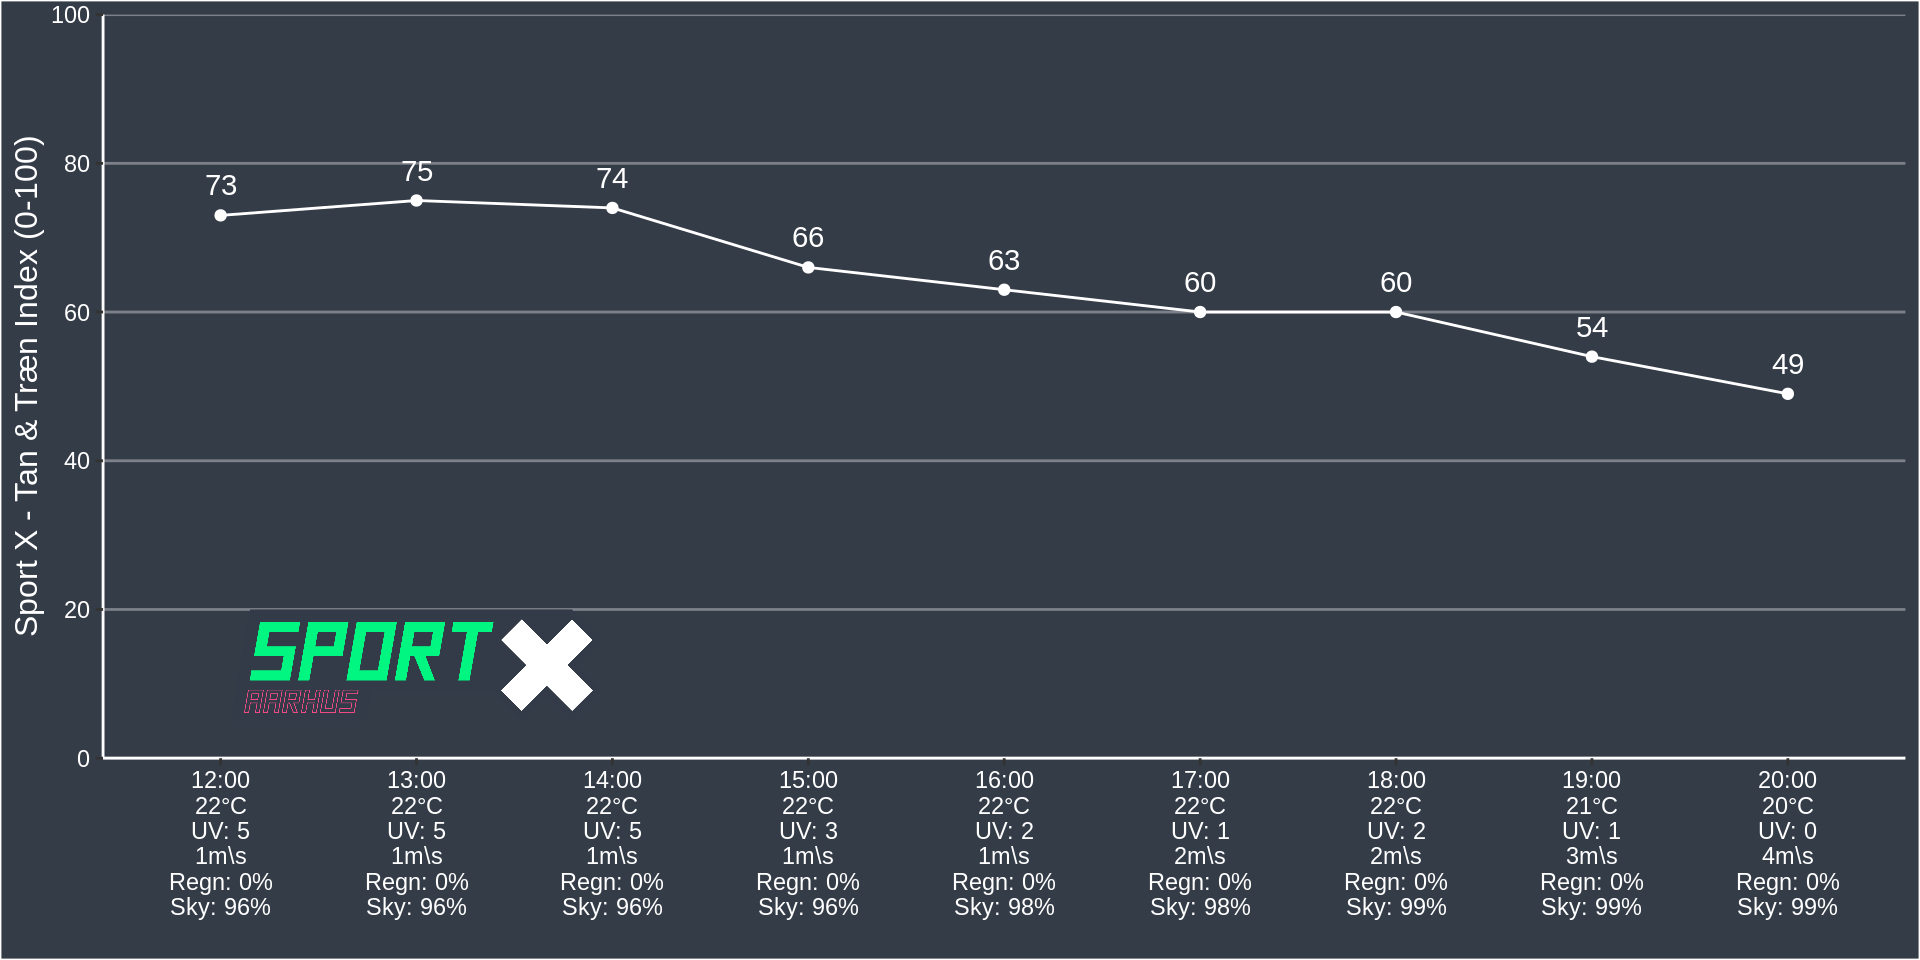 Sport X - Tan & Træn Index (0-100)
100
80
60
40
20
0
73
75
74
66
63
60
60
54
49
SPORT X
AARHUS
12:00
22°C
UV: 5
1m\s
Regn: 0%
Sky: 96%
13:00
22°C
UV: 5
1m\s
Regn: 0%
Sky: 96%
14:00
22°C
UV: 5
1m\s
Regn: 0%
Sky: 96%
15:00
22°C
UV: 3
1m\s
Regn: 0%
Sky: 96%
16:00
22°C
UV: 2
1m\s
Regn: 0%
Sky: 98%
17:00
22°C
UV: 1
2m\s
Regn: 0%
Sky: 98%
18:00
22°C
UV: 2
2m\s
Regn: 0%
Sky: 99%
19:00
21°C
UV: 1
3m\s
Regn: 0%
Sky: 99%
20:00
20°C
UV: 0
4m\s
Regn: 0%
Sky: 99%